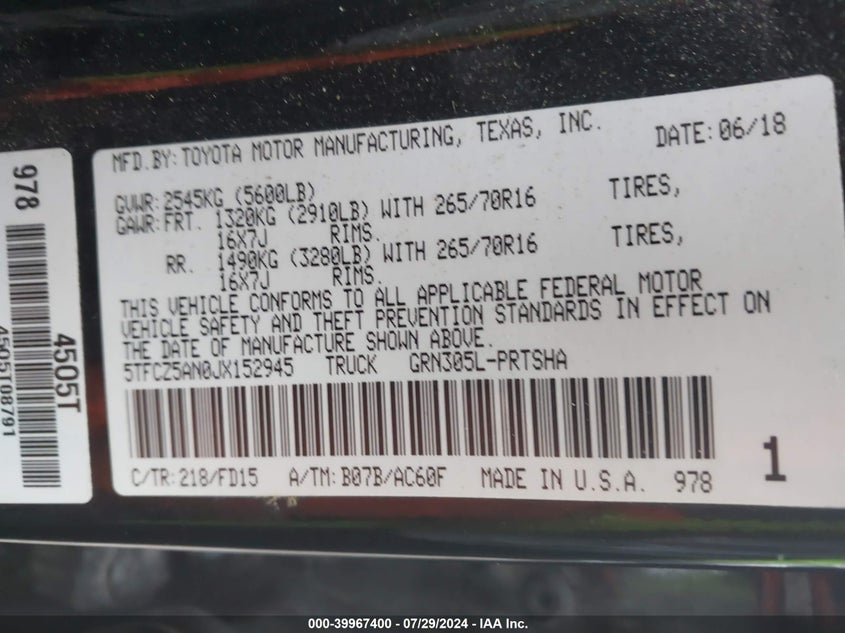 978
4505T
4505T08791
MFD.BY:TOYOTA MOTOR MANUFACTURING, TEXAS, INC. DATE:06/18
GVWR:2545KG (5600LB)
GAWR:FRT. 1320KG (2910LB) WITH 265/70R16 TIRES,
16X7J RIMS.
RR. 1490KG (3280LB) WITH 265/70R16 TIRES,
16X7J RIMS.
THIS VEHICLE CONFORMS TO ALL APPLICABLE FEDERAL MOTOR
VEHICLE SAFETY AND THEFT PREVENTION STANDARDS IN EFFECT ON
THE DATE OF MANUFACTURE SHOWN ABOVE.
5TFCZ5AN0JX152945 TRUCK GRN305L-PRTSHA
C/TR:218/FD15 A/TM:B07B/AC60F MADE IN U.S.A. 978
1
000-39967400 - 07/29/2024 - IAA Inc.